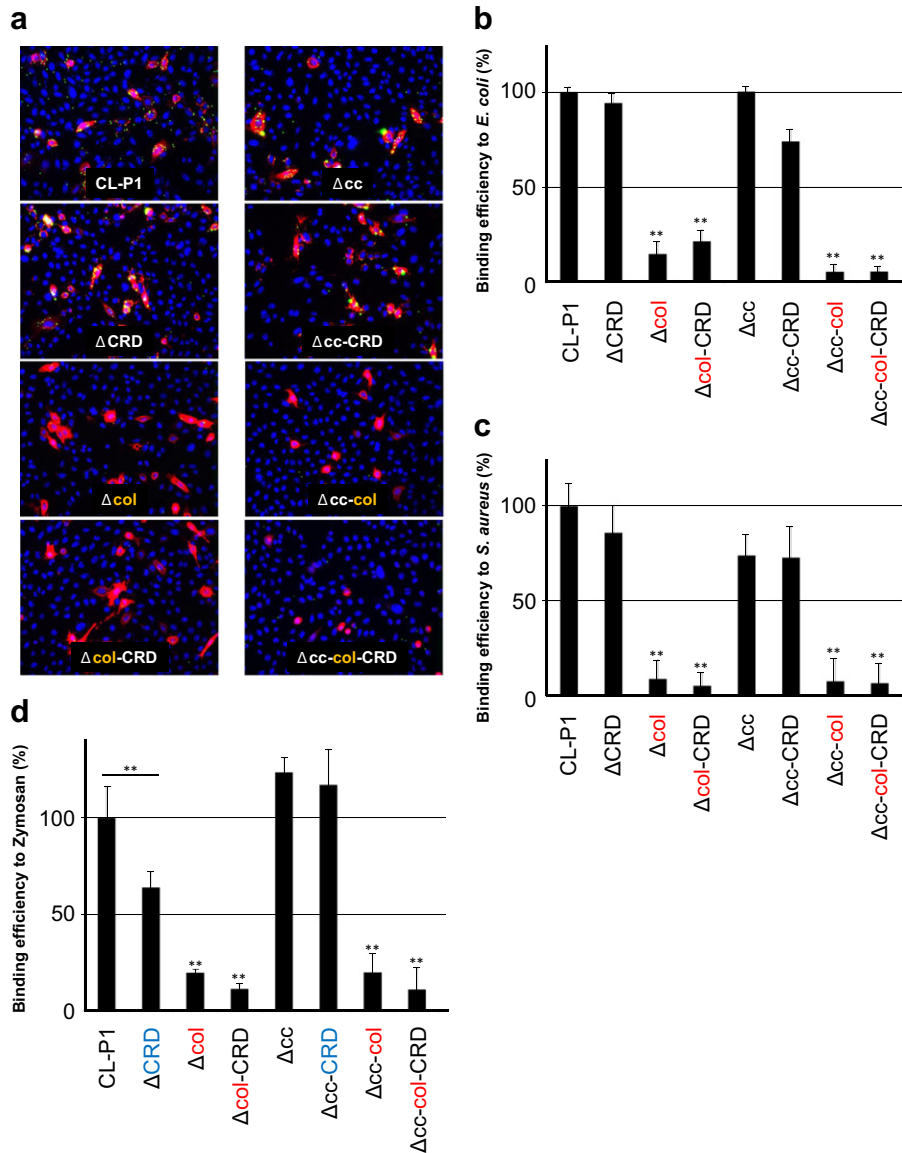 a
CL-P1
Δcc
ΔCRD
Δcc-CRD
Δcol
Δcc-col
Δcol-CRD
Δcc-col-CRD
b
Binding efficiency to E. coli (%)
100
50
0
**
**
**
**
CL-P1
ΔCRD
Δcol
Δcol-CRD
Δcc
Δcc-CRD
Δcc-col
Δcc-col-CRD
c
Binding efficiency to S. aureus (%)
100
50
0
**
**
**
**
CL-P1
ΔCRD
Δcol
Δcol-CRD
Δcc
Δcc-CRD
Δcc-col
Δcc-col-CRD
d
Binding efficiency to Zymosan (%)
100
50
0
**
**
**
**
**
CL-P1
ΔCRD
Δcol
Δcol-CRD
Δcc
Δcc-CRD
Δcc-col
Δcc-col-CRD